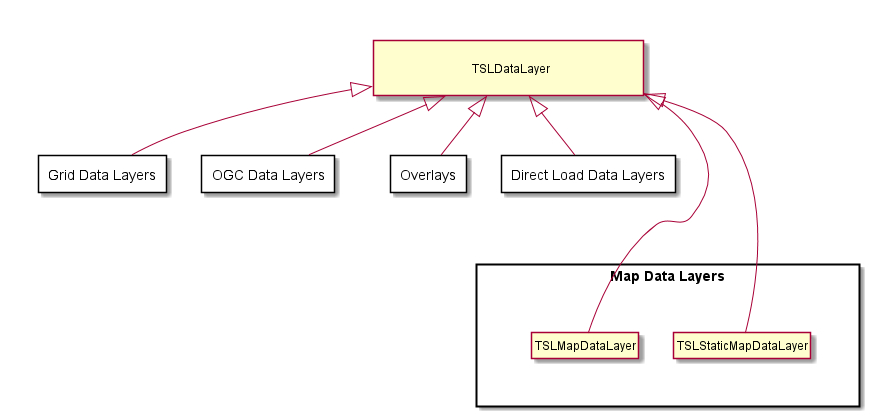 TSLDataLayer
Grid Data Layers
OGC Data Layers
Overlays
Direct Load Data Layers
Map Data Layers
TSLMapDataLayer
TSLStaticMapDataLayer